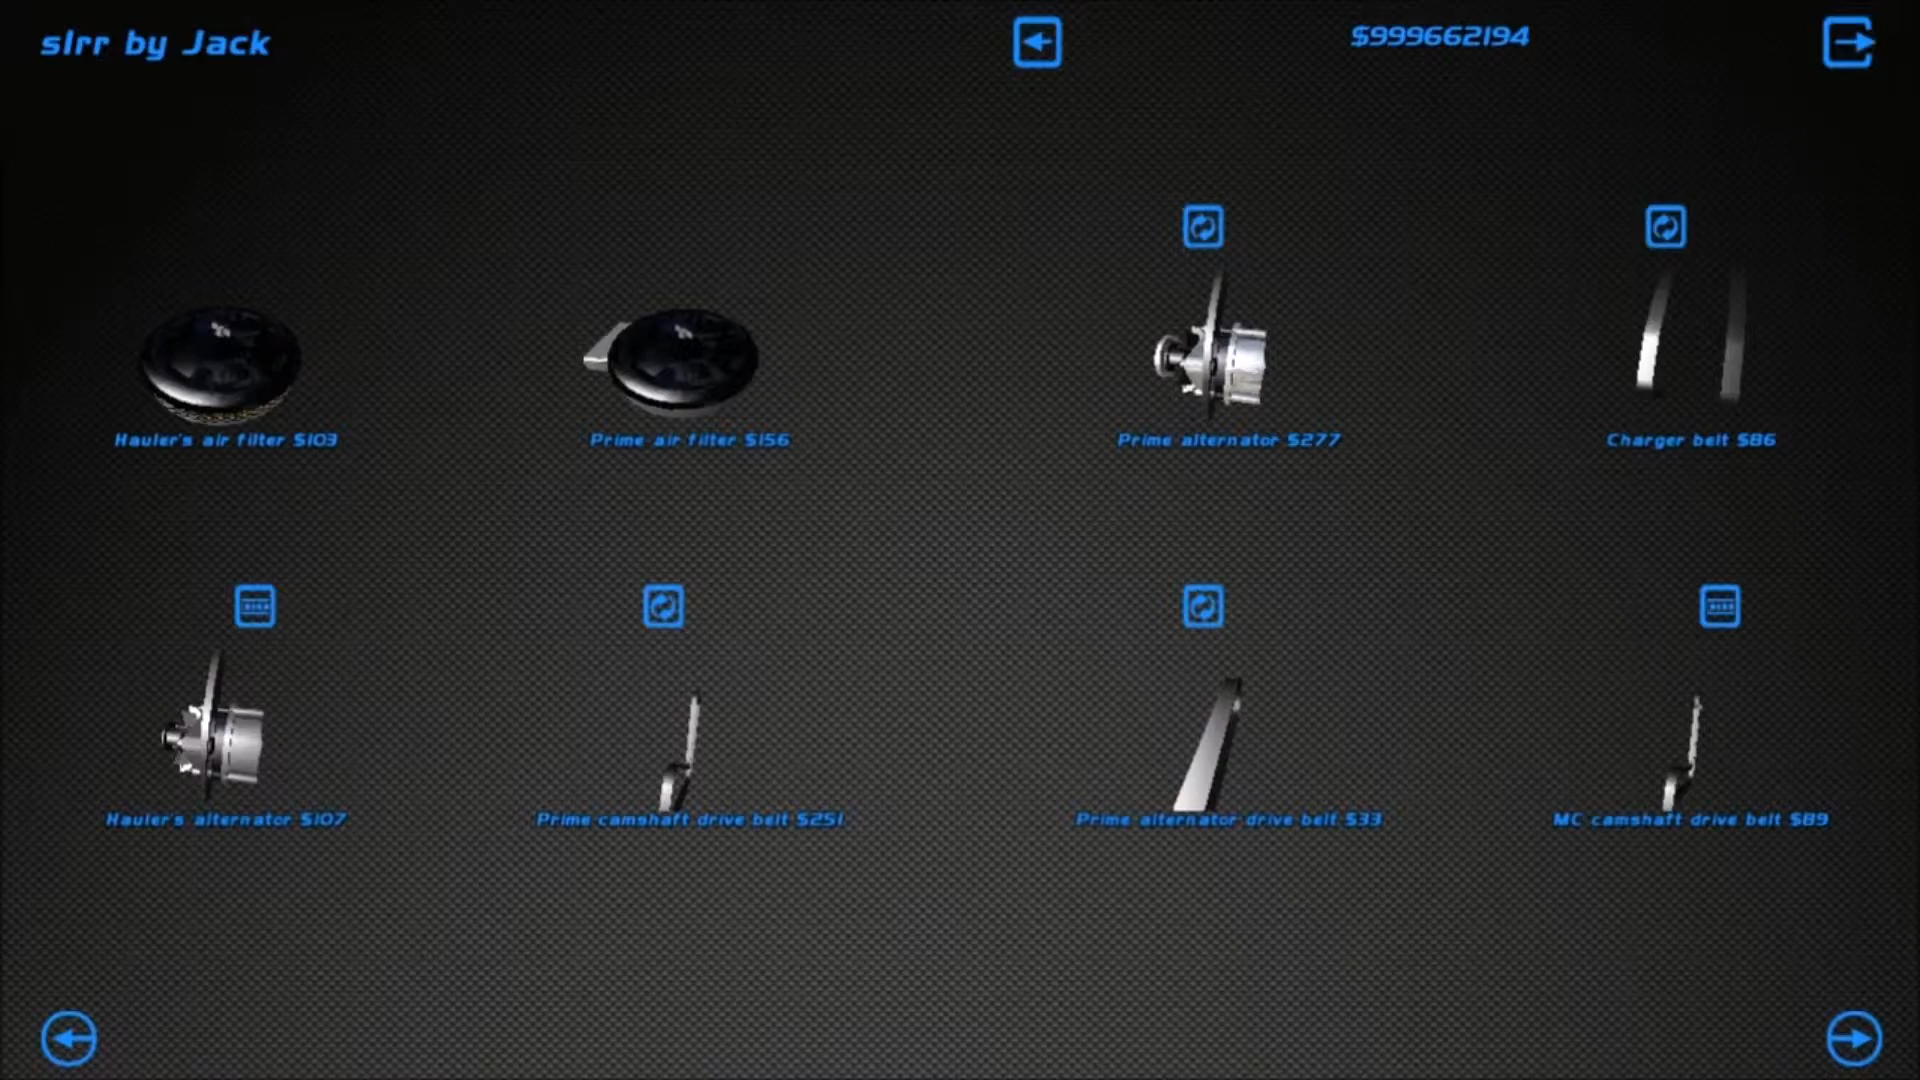 slrr by Jack
$999662194
Hauler's air filter $103
Prime air filter $156
Prime alternator $277
Charger belt $86
Hauler's alternator $107
Prime camshaft drive belt $251
Prime alternator drive belt $33
MC camshaft drive belt $89